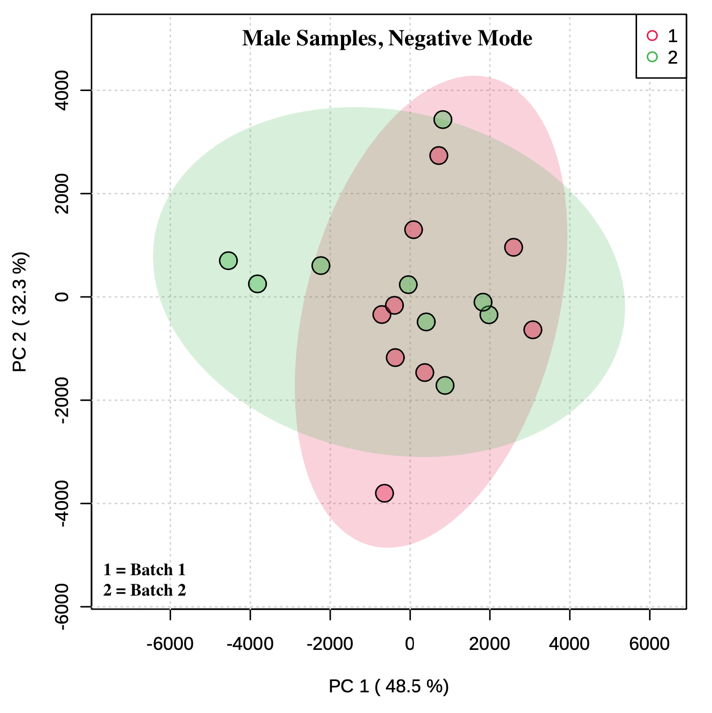 Male Samples, Negative Mode
1
2
4000
2000
0
-2000
-4000
-6000
PC 2 ( 32.3 %)
1 = Batch 1
2 = Batch 2
-6000 -4000 -2000 0 2000 4000 6000
PC 1 ( 48.5 %)